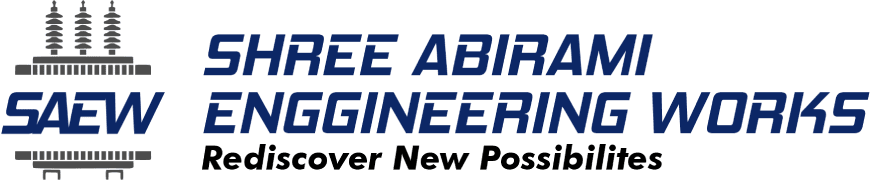 SAEW
SHREE ABIRAMI
ENGGINEERING WORKS
Rediscover New Possibilites